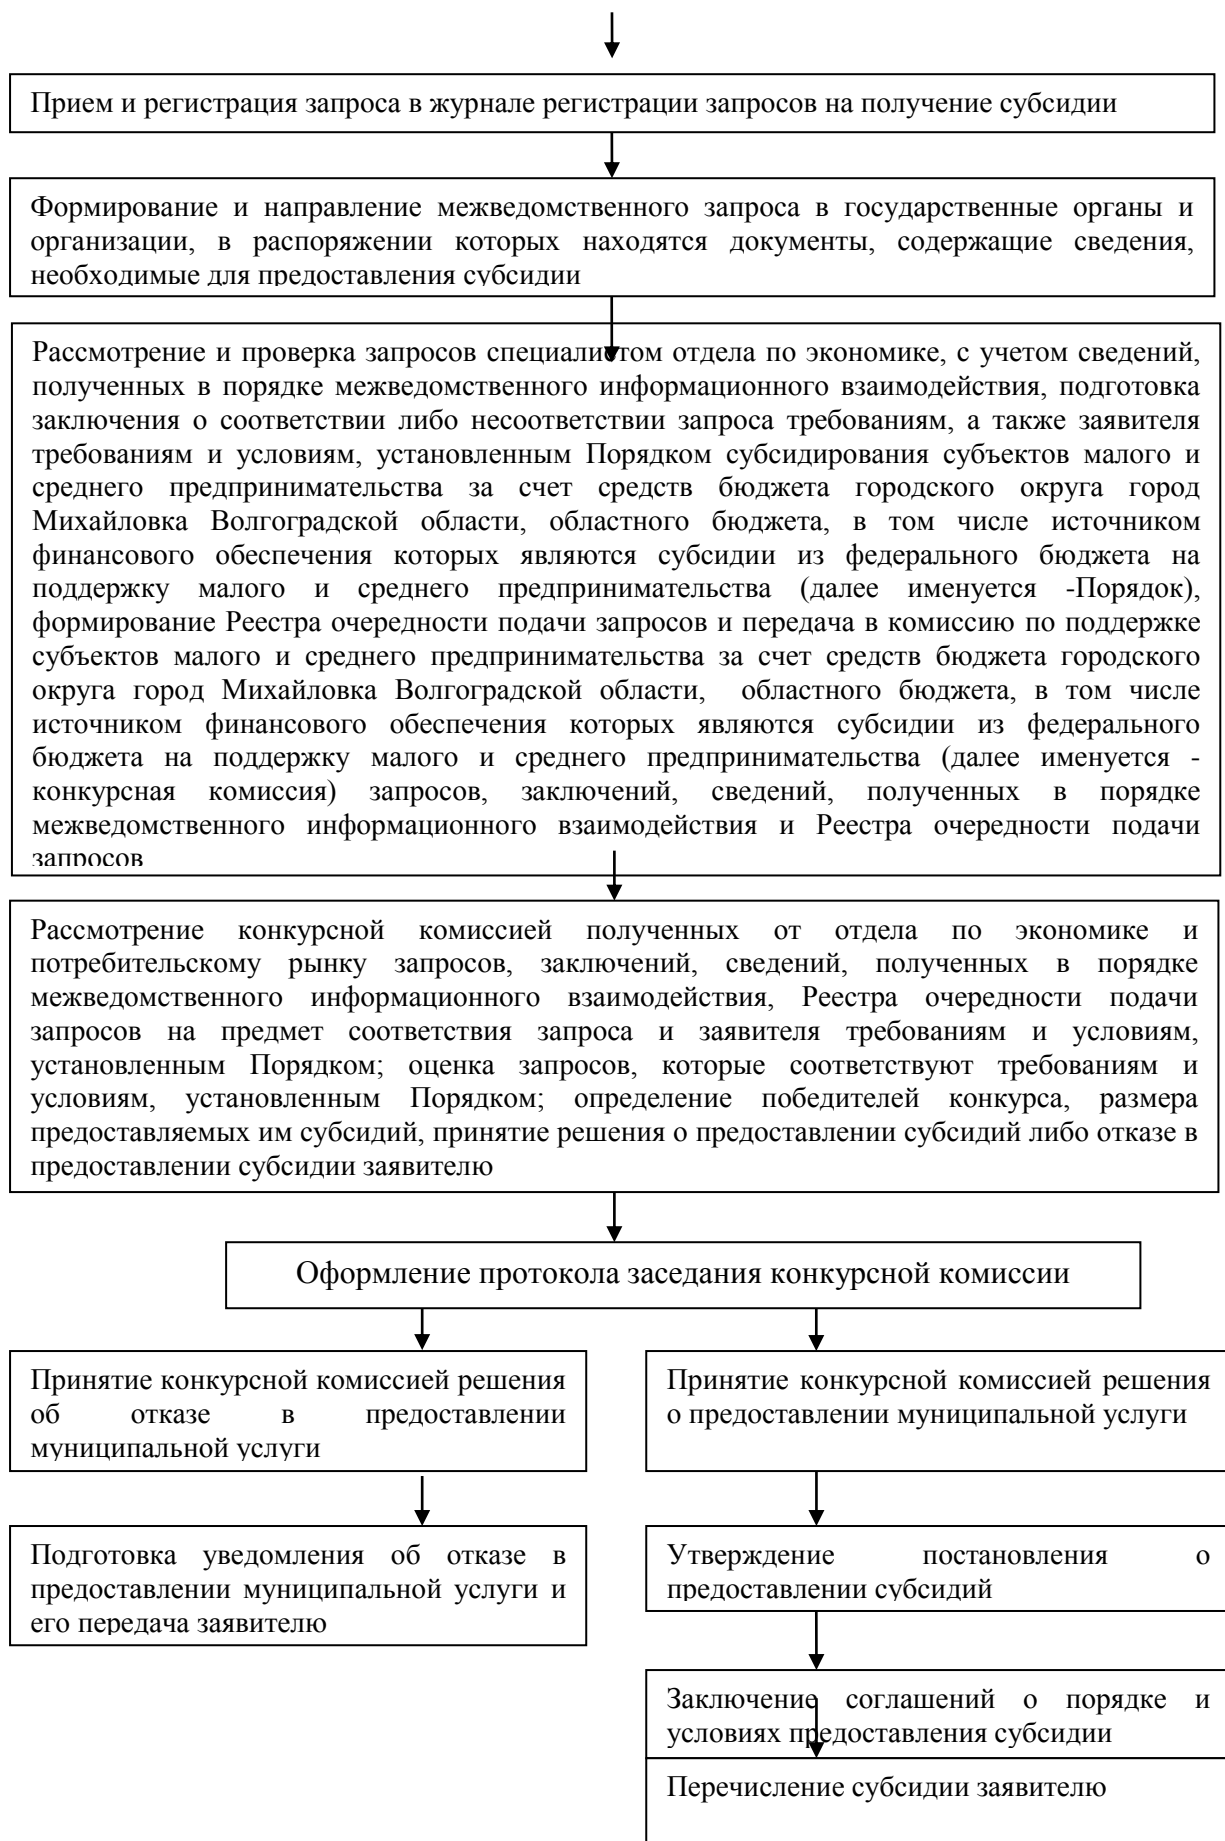 Прием и регистрация запроса в журнале регистрации запросов на получение субсидии
Формирование и направление межведомственного запроса в государственные органы и
организации, в распоряжении которых находятся документы, содержащие сведения,
необходимые для предоставления субсидии
Рассмотрение и проверка запросов специалистом отдела по экономике, с учетом сведений,
полученных в порядке межведомственного информационного взаимодействия, подготовка
заключения о соответствии либо несоответствии запроса требованиям, а также заявителя
требованиям и условиям, установленным Порядком субсидирования субъектов малого и
среднего предпринимательства за счет средств бюджета городского округа город
Михайловка Волгоградской области, областного бюджета, в том числе источником
финансового обеспечения которых являются субсидии из федерального бюджета на
поддержку малого и среднего предпринимательства (далее именуется -Порядок),
формирование Реестра очередности подачи запросов и передача в комиссию по поддержке
субъектов малого и среднего предпринимательства за счет средств бюджета городского
округа город Михайловка Волгоградской области, областного бюджета, в том числе
источником финансового обеспечения которых являются субсидии из федерального
бюджета на поддержку малого и среднего предпринимательства (далее именуется -
конкурсная комиссия) запросов, заключений, сведений, полученных в порядке
межведомственного информационного взаимодействия и Реестра очередности подачи
запросов
Рассмотрение конкурсной комиссией полученных от отдела по экономике и
потребительскому рынку запросов, заключений, сведений, полученных в порядке
межведомственного информационного взаимодействия, Реестра очередности подачи
запросов на предмет соответствия запроса и заявителя требованиям и условиям,
установленным Порядком; оценка запросов, которые соответствуют требованиям и
условиям, установленным Порядком; определение победителей конкурса, размера
предоставляемых им субсидий, принятие решения о предоставлении субсидий либо отказе в
предоставлении субсидии заявителю
Оформление протокола заседания конкурсной комиссии
Принятие конкурсной комиссией решения
об отказе в предоставлении
муниципальной услуги
Принятие конкурсной комиссией решения
о предоставлении муниципальной услуги
Подготовка уведомления об отказе в
предоставлении муниципальной услуги и
его передача заявителю
Утверждение постановления о
предоставлении субсидий
Заключение соглашений о порядке и
условиях предоставления субсидии
Перечисление субсидии заявителю